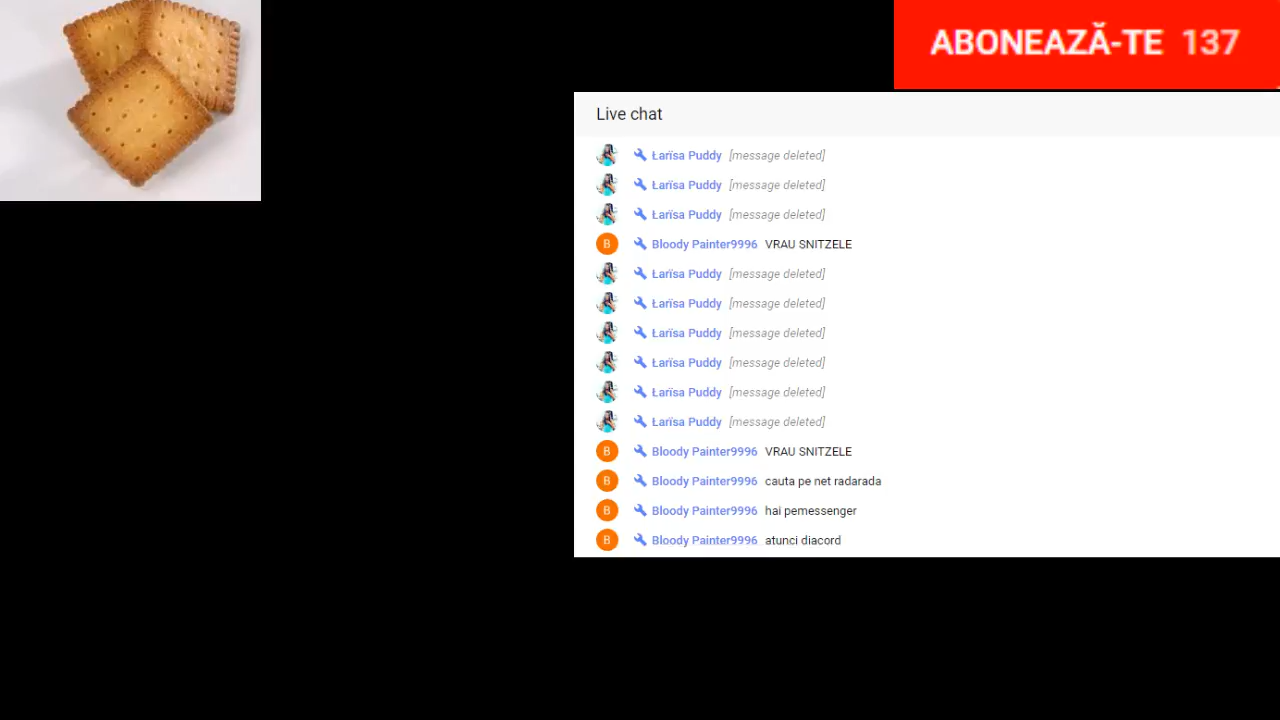 ABONEAZĂ-TE 137
Live chat
Łarïsa Puddy [message deleted]
Łarïsa Puddy [message deleted]
Łarïsa Puddy [message deleted]
B Bloody Painter9996 VRAU SNITZELE
Łarïsa Puddy [message deleted]
Łarïsa Puddy [message deleted]
Łarïsa Puddy [message deleted]
Łarïsa Puddy [message deleted]
Łarïsa Puddy [message deleted]
Łarïsa Puddy [message deleted]
B Bloody Painter9996 VRAU SNITZELE
B Bloody Painter9996 cauta pe net radarada
B Bloody Painter9996 hai pemessenger
B Bloody Painter9996 atunci diacord